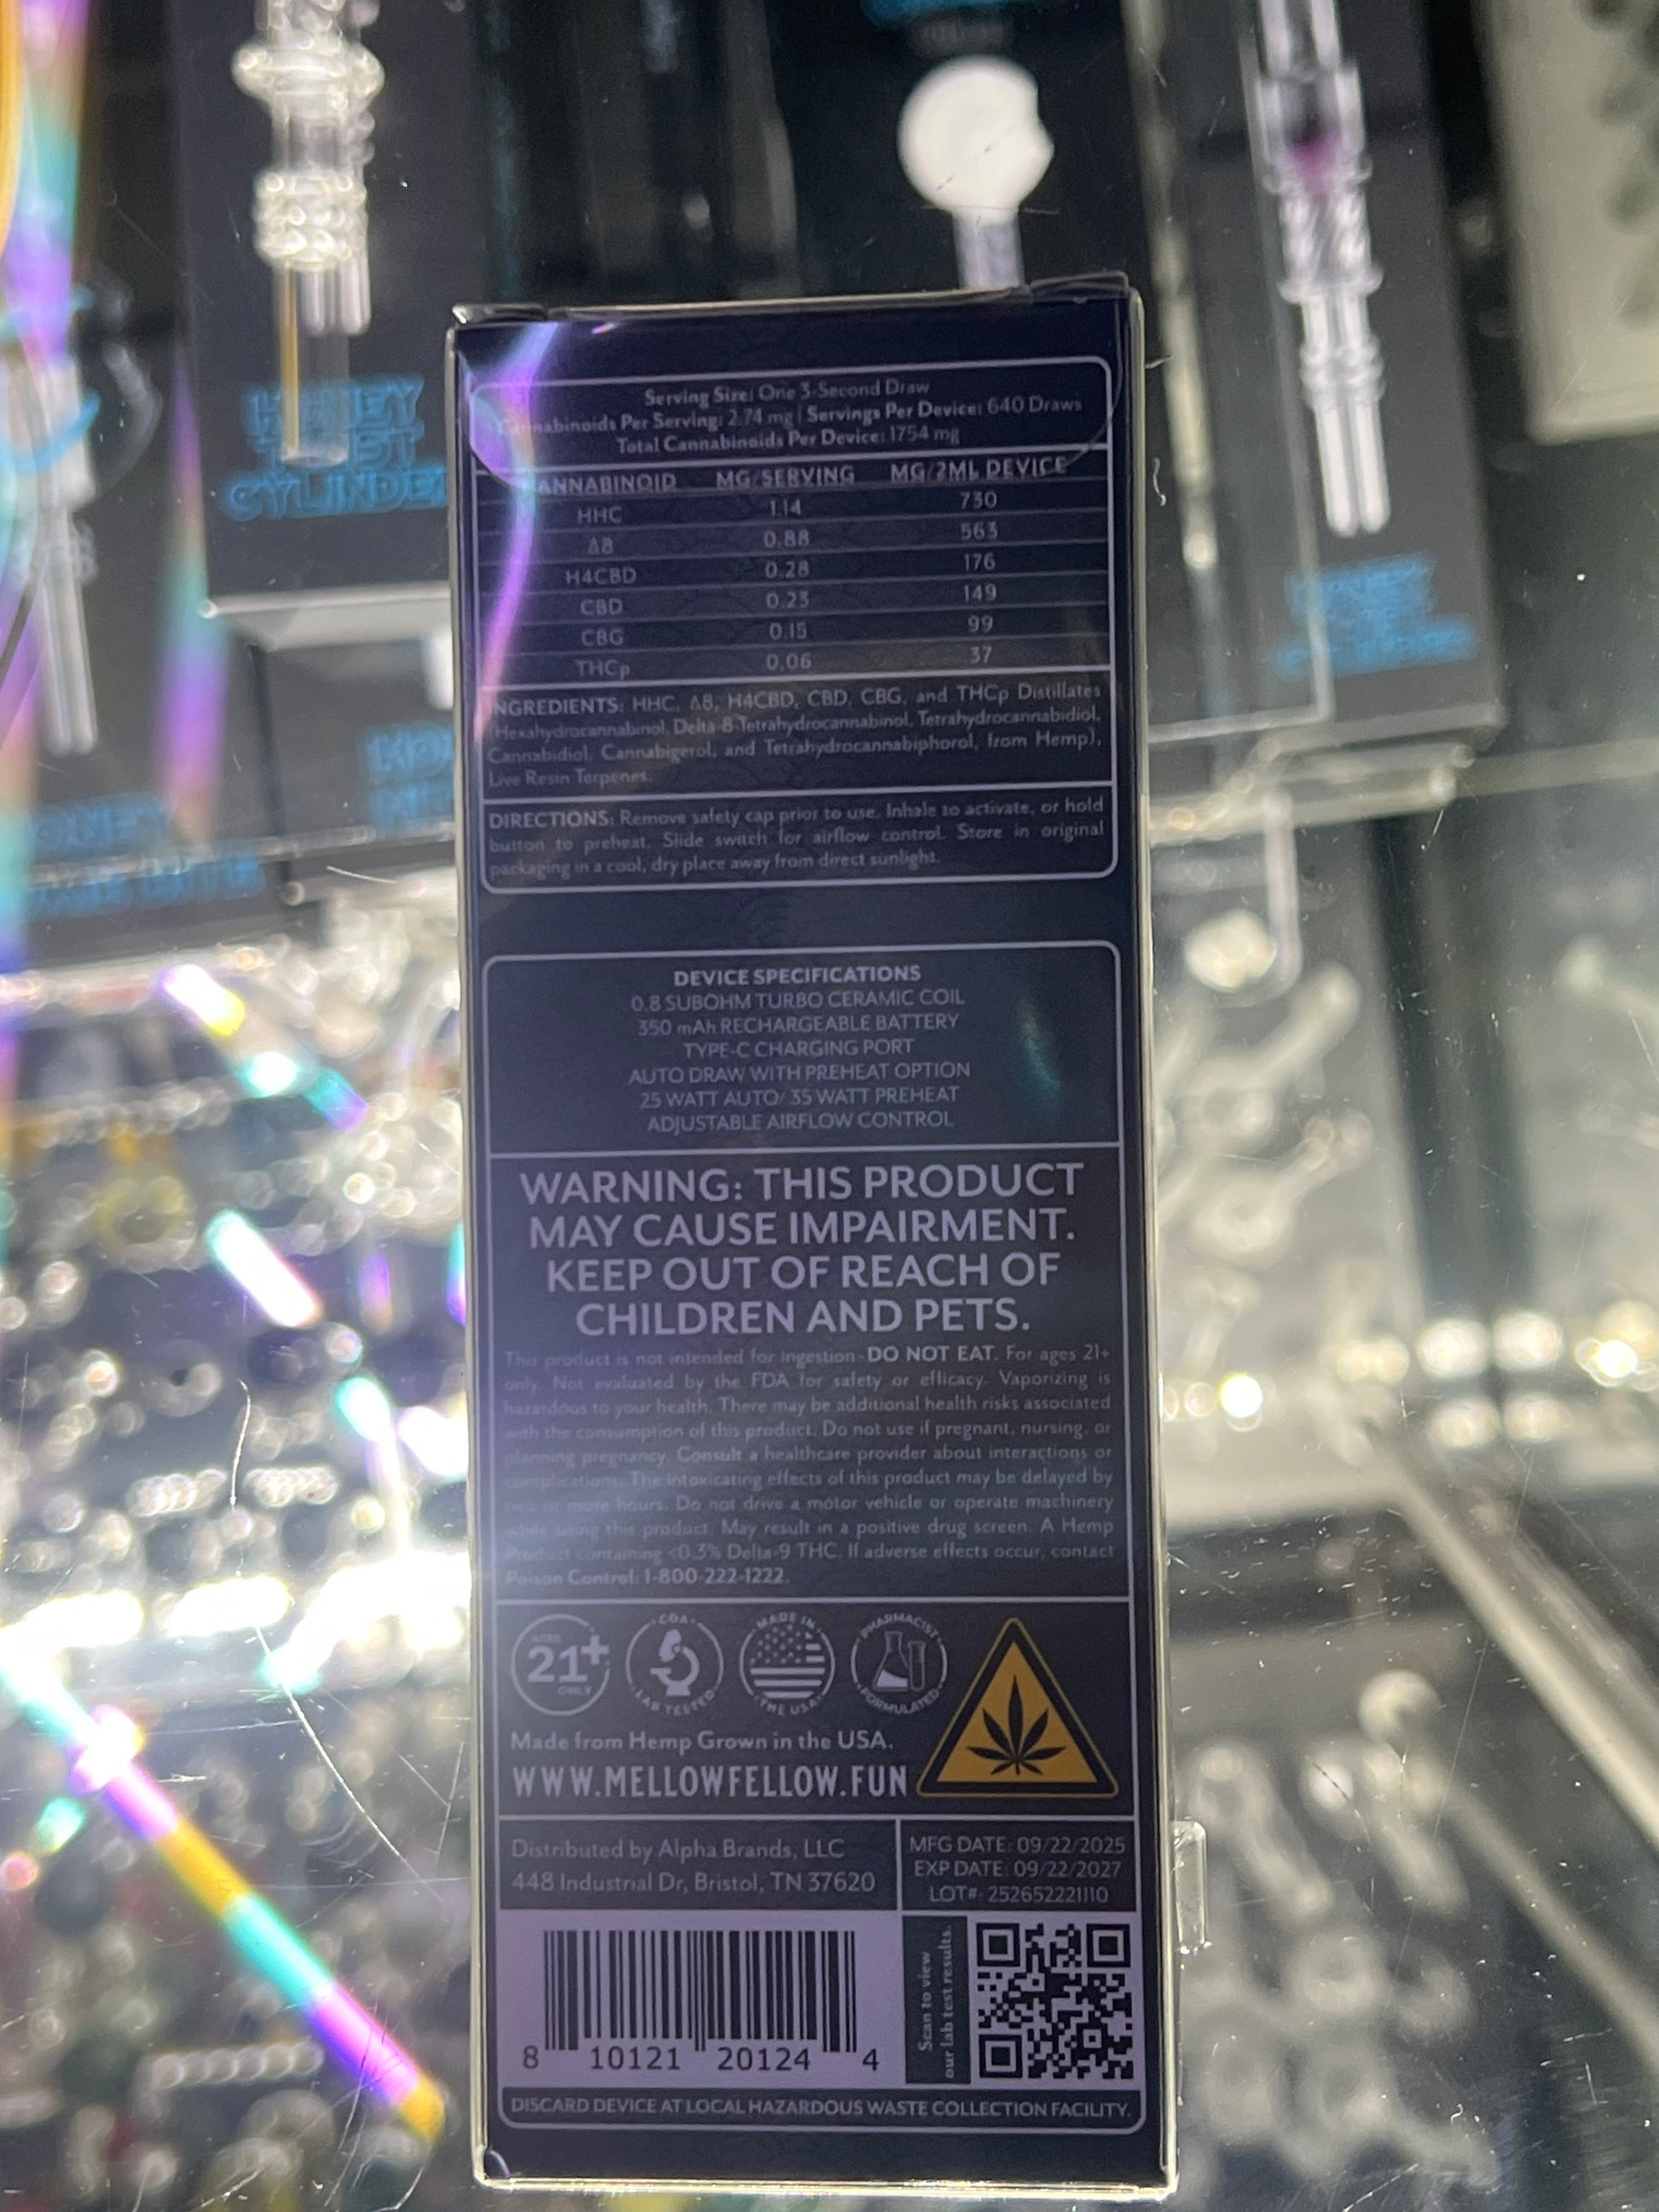 HONEY
TWIST
CYLINDE
Serving Size: One 3-Second Draw
nnabinoids Per Serving: 2.74 mg | Servings Per Device: 640 Draws
Total Cannabinoids Per Device: 1754 mg
ANNABINOID MG/SERVING MG/2ML DEVICE
HHC 1.14 730
Δ8 0.88 563
H4CBD 0.28 176
CBD 0.23 149
CBG 0.15 99
THCp 0.06 37
INGREDIENTS: HHC, Δ8, H4CBD, CBD, CBG, and THCp Distillates
(Hexahydrocannabinol, Delta-8-Tetrahydrocannabinol, Tetrahydrocannabidiol,
Cannabidiol, Cannabigerol, and Tetrahydrocannabiphorol, from Hemp),
Live Resin Terpenes.
DIRECTIONS: Remove safety cap prior to use. Inhale to activate, or hold
button to preheat. Slide switch for airflow control. Store in original
packaging in a cool, dry place away from direct sunlight.
DEVICE SPECIFICATIONS
0.8 SUBOHM TURBO CERAMIC COIL
350 mAh RECHARGEABLE BATTERY
TYPE-C CHARGING PORT
AUTO DRAW WITH PREHEAT OPTION
25 WATT AUTO/ 35 WATT PREHEAT
ADJUSTABLE AIRFLOW CONTROL
WARNING: THIS PRODUCT
MAY CAUSE IMPAIRMENT.
KEEP OUT OF REACH OF
CHILDREN AND PETS.
This product is not intended for ingestion- DO NOT EAT. For ages 21+
only. Not evaluated by the FDA for safety or efficacy. Vaporizing is
hazardous to your health. There may be additional health risks associated
with the consumption of this product. Do not use if pregnant, nursing, or
planning pregnancy. Consult a healthcare provider about interactions or
complications. The intoxicating effects of this product may be delayed by
two or more hours. Do not drive a motor vehicle or operate machinery
while using this product. May result in a positive drug screen. A Hemp
Product containing <0.3% Delta-9 THC. If adverse effects occur, contact
Poison Control: 1-800-222-1222.
AGES 21+ ONLY
COA LAB TESTED
MADE IN THE USA
PHARMACIST FORMULATED
Made from Hemp Grown in the USA.
WWW.MELLOWFELLOW.FUN
Distributed by Alpha Brands, LLC
448 Industrial Dr, Bristol, TN 37620
MFG DATE: 09/22/2025
EXP DATE: 09/22/2027
LOT#: 252652221110
8 10121 20124 4
Scan to view
our lab test results.
DISCARD DEVICE AT LOCAL HAZARDOUS WASTE COLLECTION FACILITY.